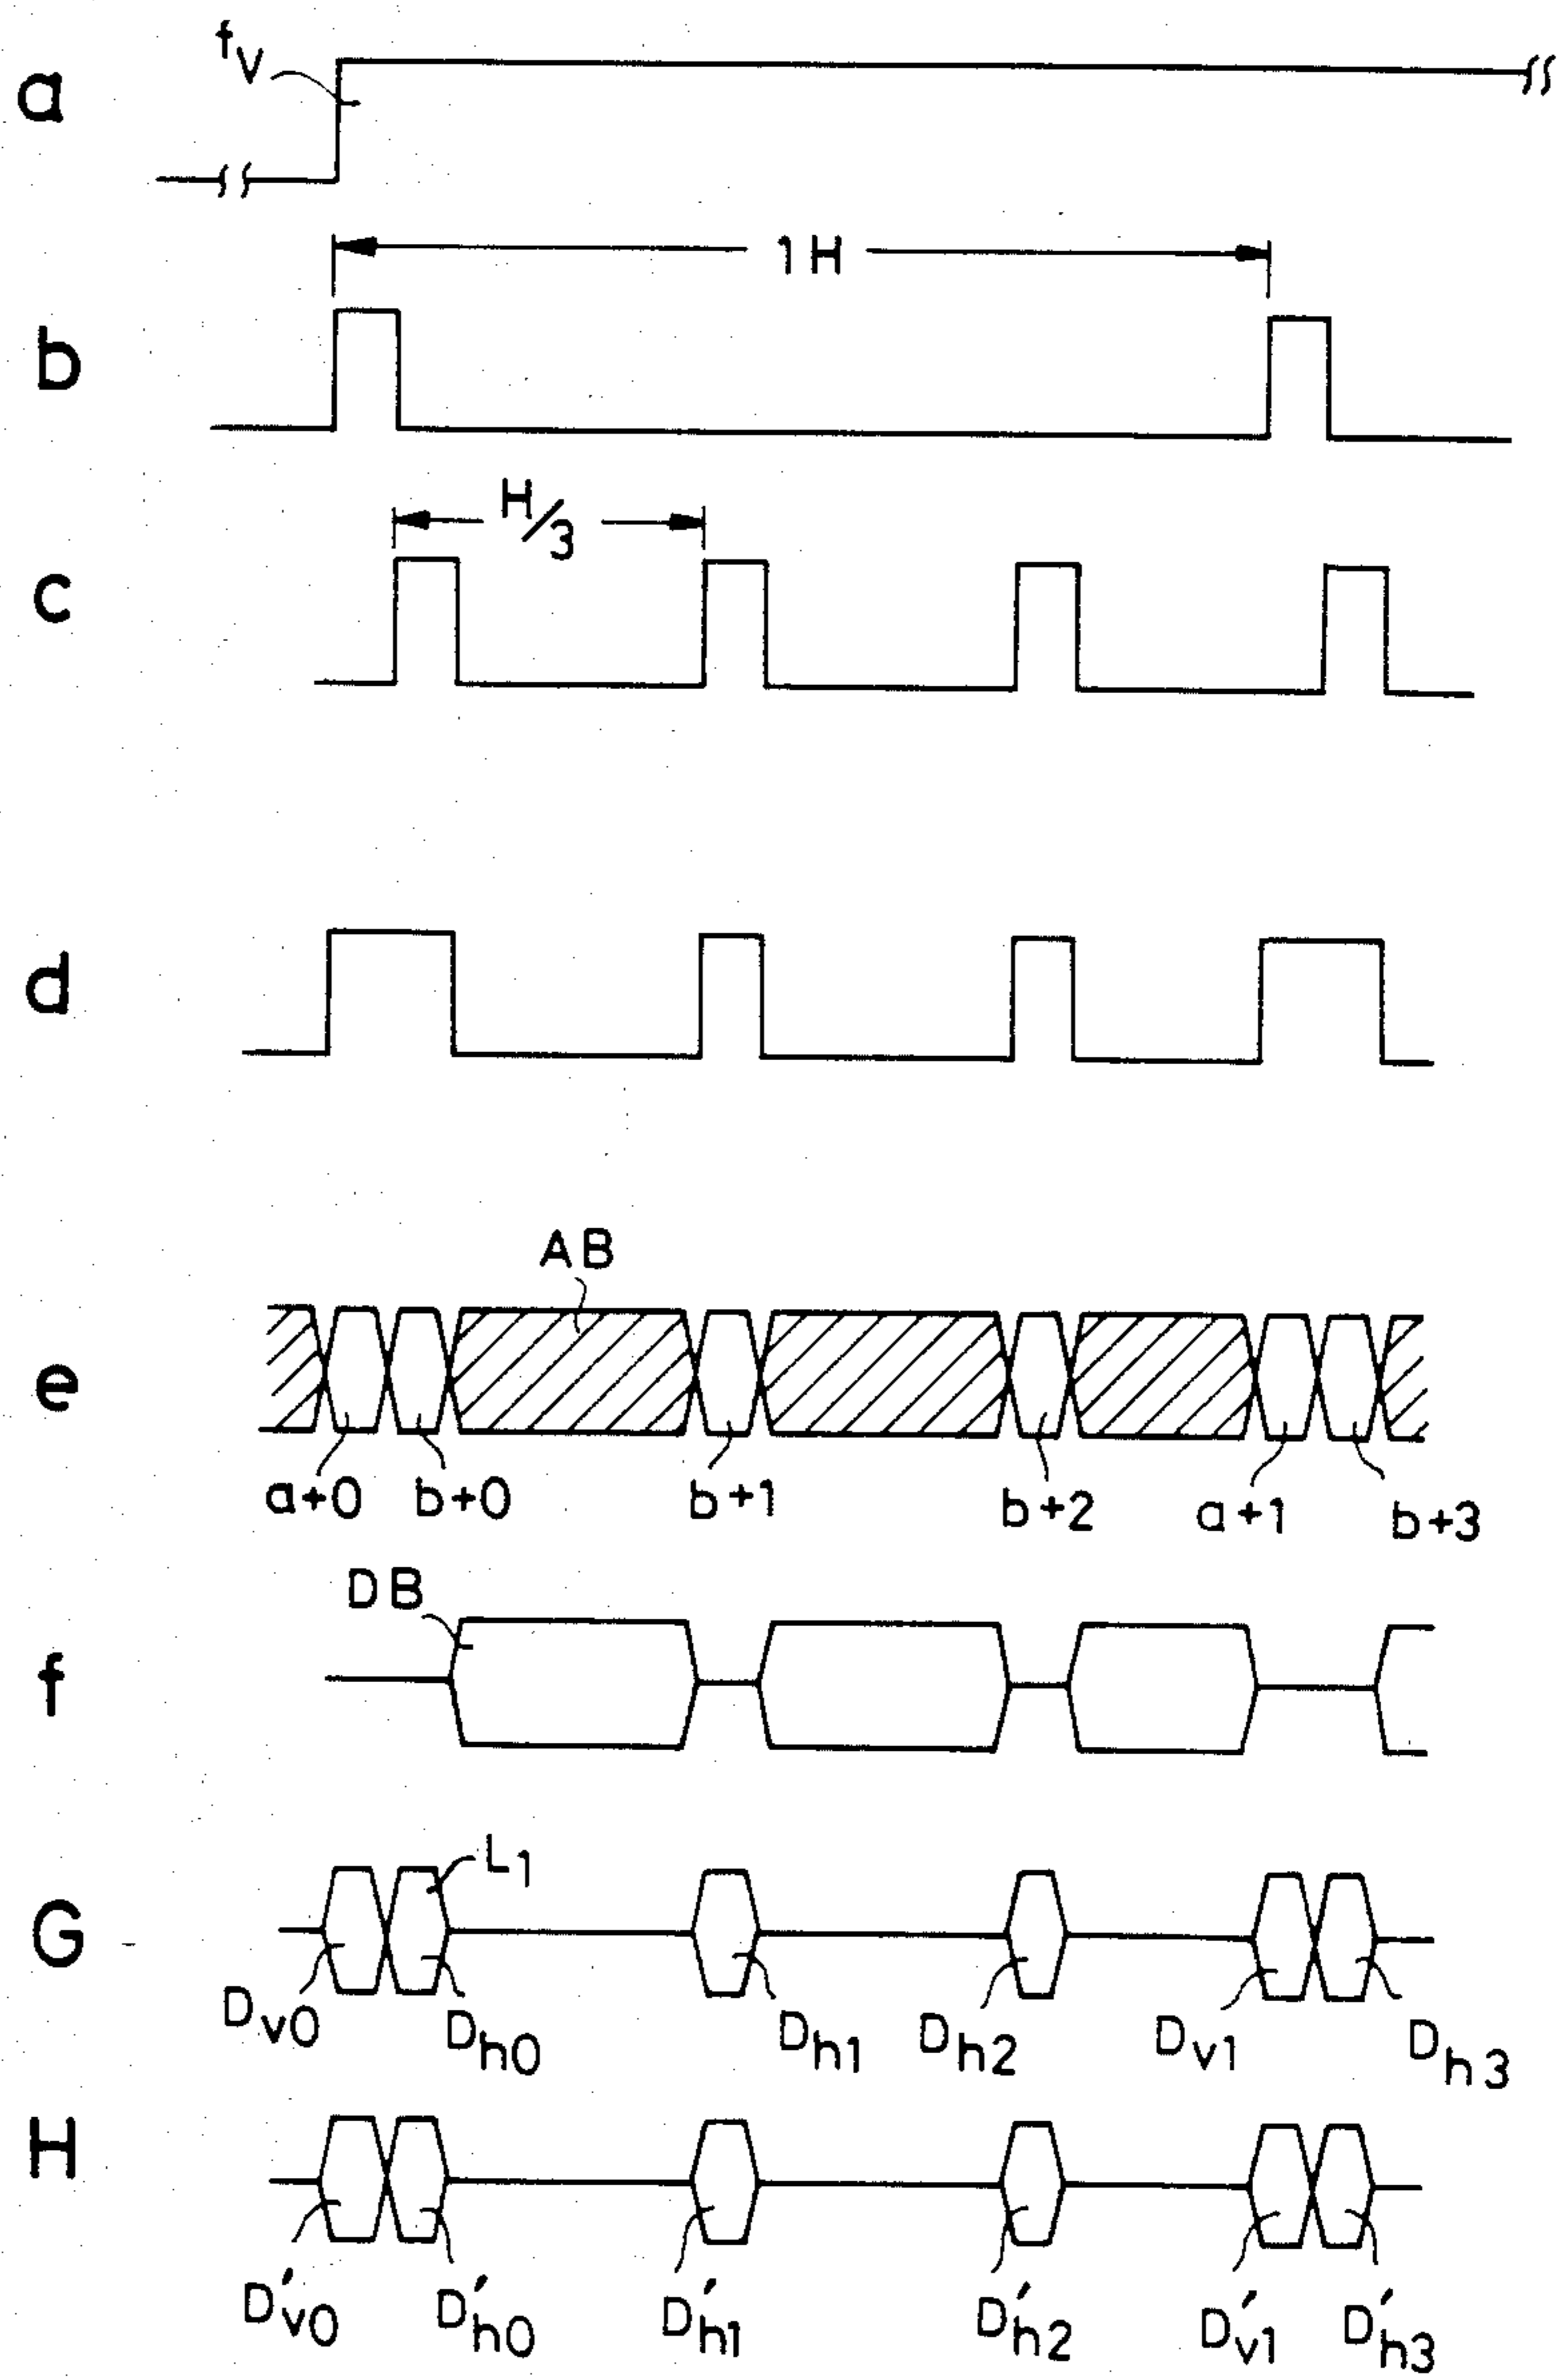 a
fV
b
1H
c
H/3
d
e
AB
a+0 b+0 b+1 b+2 a+1 b+3
f
DB
G
L1
Dv0 Dh0 Dh1 Dh2 Dv1 Dh3
H
D'v0 D'h0 D'h1 D'h2 D'v1 D'h3